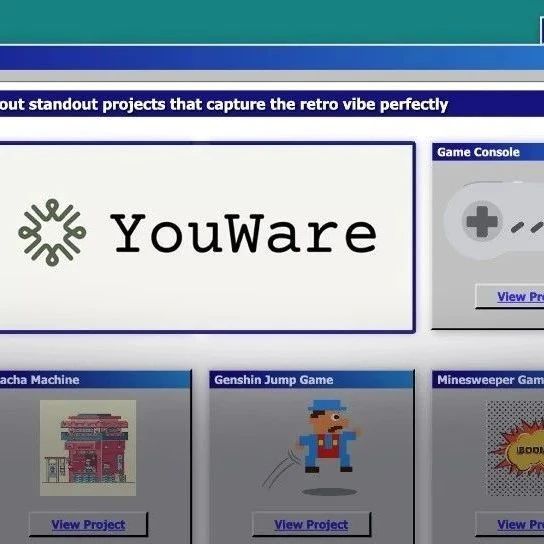 out standout projects that capture the retro vibe perfectly
Game Console
YouWare
View Pro
acha Machine
Genshin Jump Game
Minesweeper Gam
BOOM
View Project
View Project
View Pro